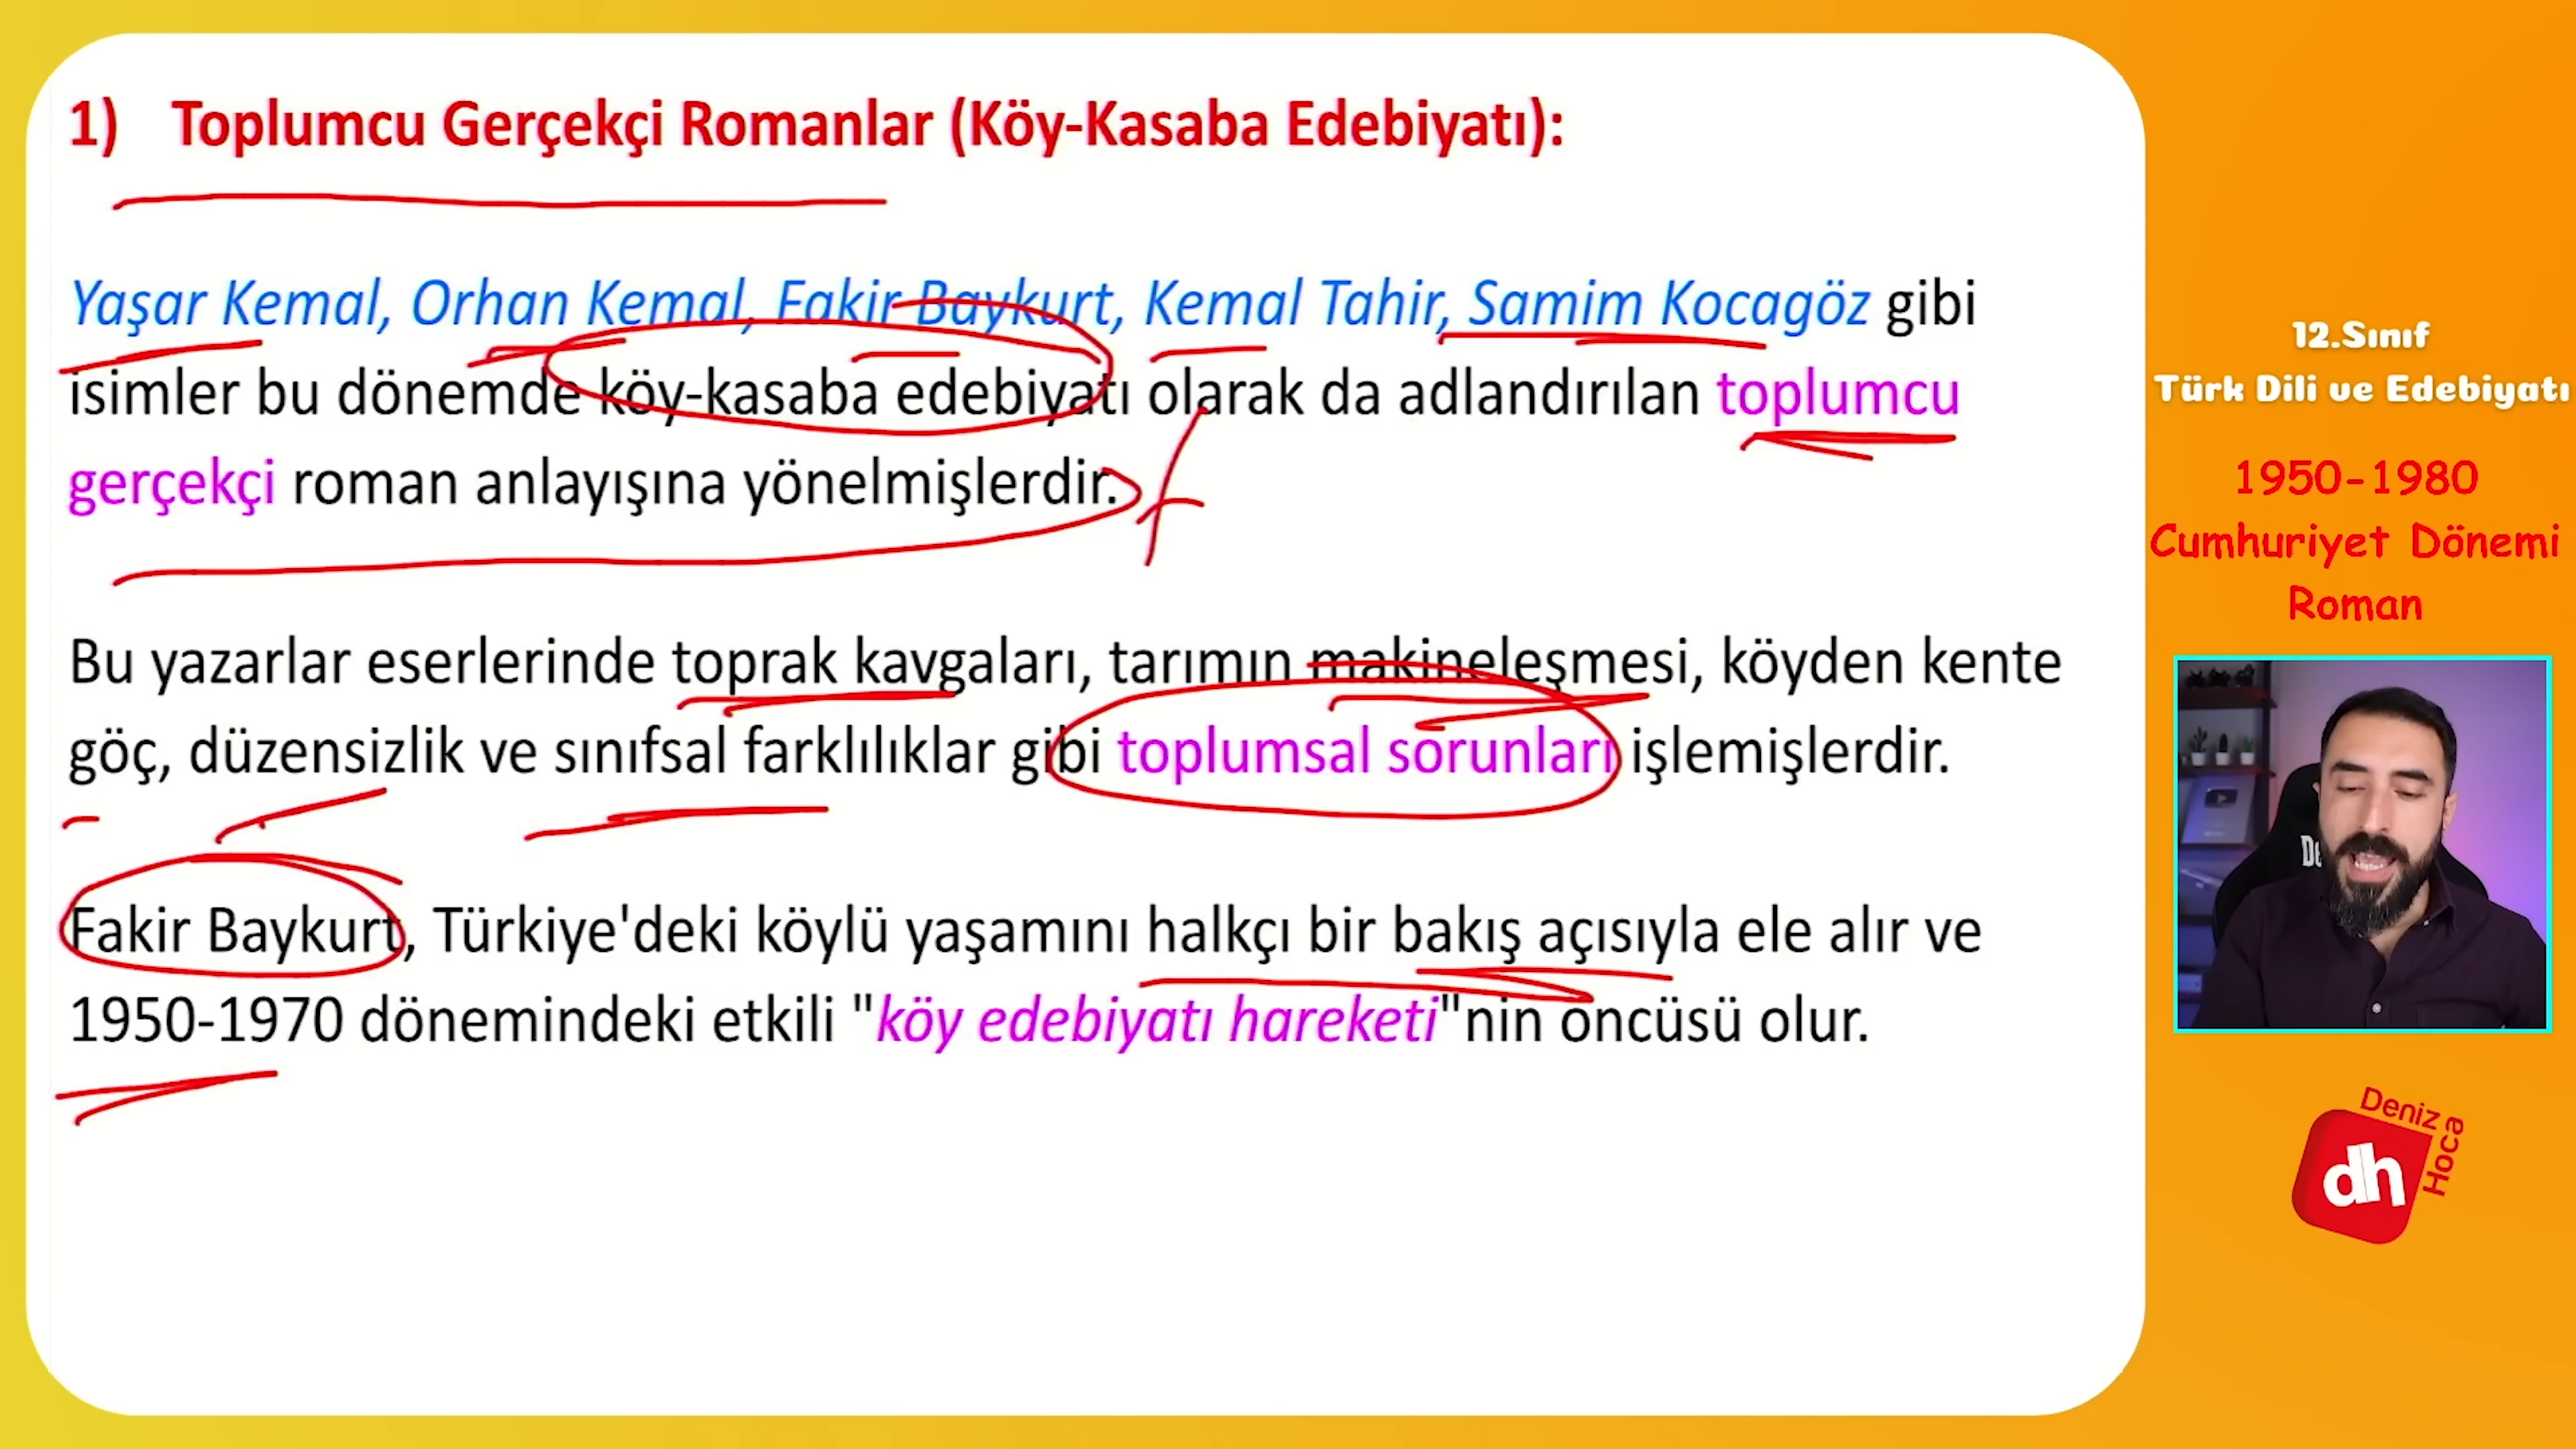 1) Toplumcu Gerçekçi Romanlar (Köy-Kasaba Edebiyatı):
Yaşar Kemal, Orhan Kemal, Fakir Baykurt, Kemal Tahir, Samim Kocagöz gibi
isimler bu dönemde köy-kasaba edebiyatı olarak da adlandırılan toplumcu
gerçekçi roman anlayışına yönelmişlerdir.
Bu yazarlar eserlerinde toprak kavgaları, tarımın makineleşmesi, köyden kente
göç, düzensizlik ve sınıfsal farklılıklar gibi toplumsal sorunları işlemişlerdir.
Fakir Baykurt, Türkiye'deki köylü yaşamını halkçı bir bakış açısıyla ele alır ve
1950-1970 dönemindeki etkili "köy edebiyatı hareketi"nin öncüsü olur.
12.Sınıf
Türk Dili ve Edebiyatı
1950-1980
Cumhuriyet Dönemi
Roman
De
Deniz
Hoca
dh